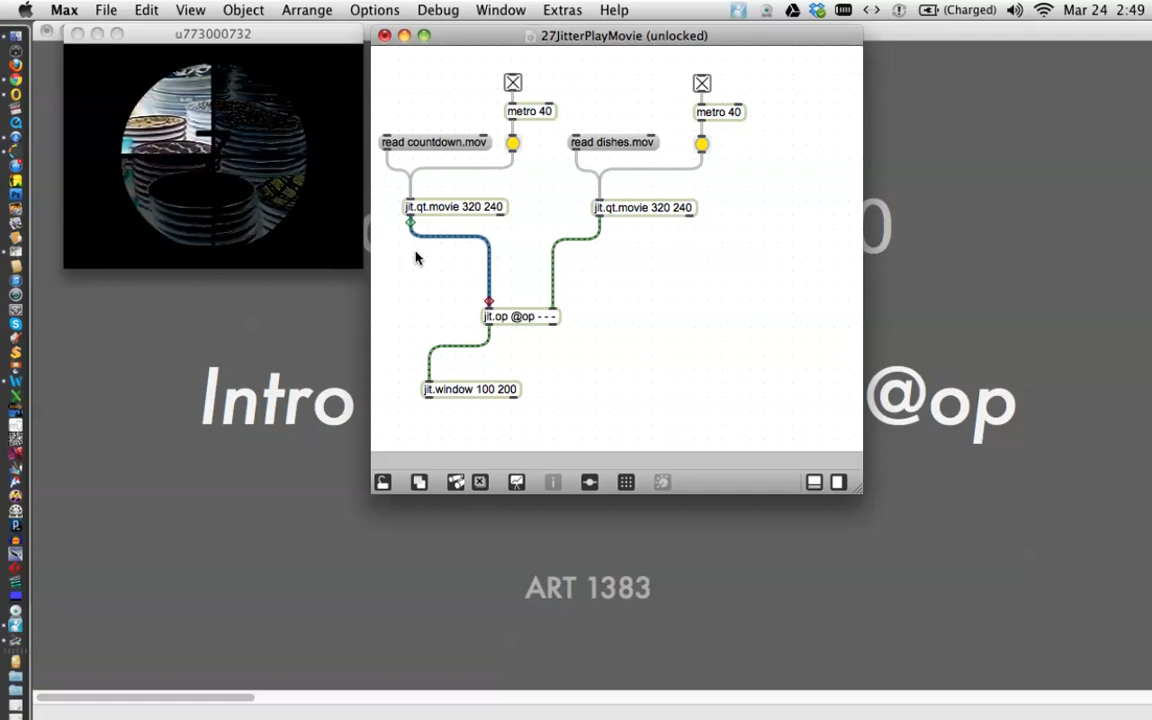 Max File Edit View Object Arrange Options Debug Window Extras Help (Charged) Mar 24 2:49
u773000732
27JitterPlayMovie (unlocked)
metro 40
metro 40
read countdown.mov
read dishes.mov
jit.qt.movie 320 240
jit.qt.movie 320 240
0
jit.op @op - - -
jit.window 100 200
Intro @op
ART 1383